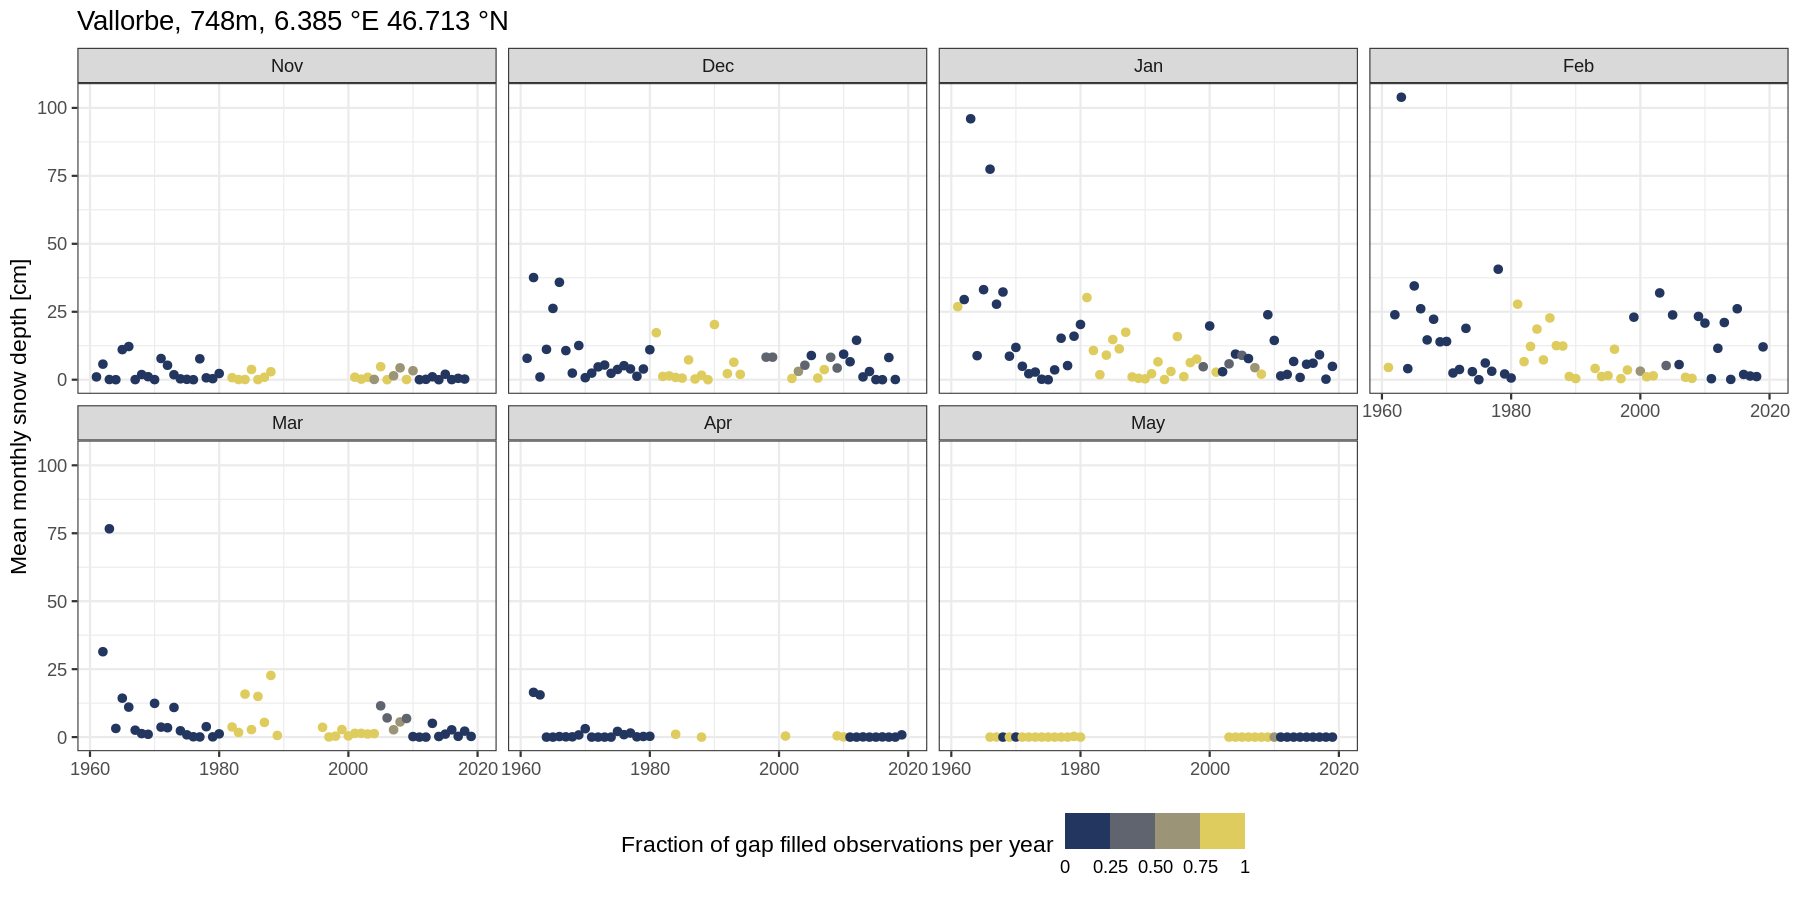 Vallorbe, 748m, 6.385 °E 46.713 °N
Nov
Dec
Jan
Feb
100
75
50
25
0
1960 1980 2000 2020
Mar
Apr
May
100
75
50
25
0
1960 1980 2000 2020
1960 1980 2000 2020
1960 1980 2000 2020
Mean monthly snow depth [cm]
Fraction of gap filled observations per year
0 0.25 0.50 0.75 1